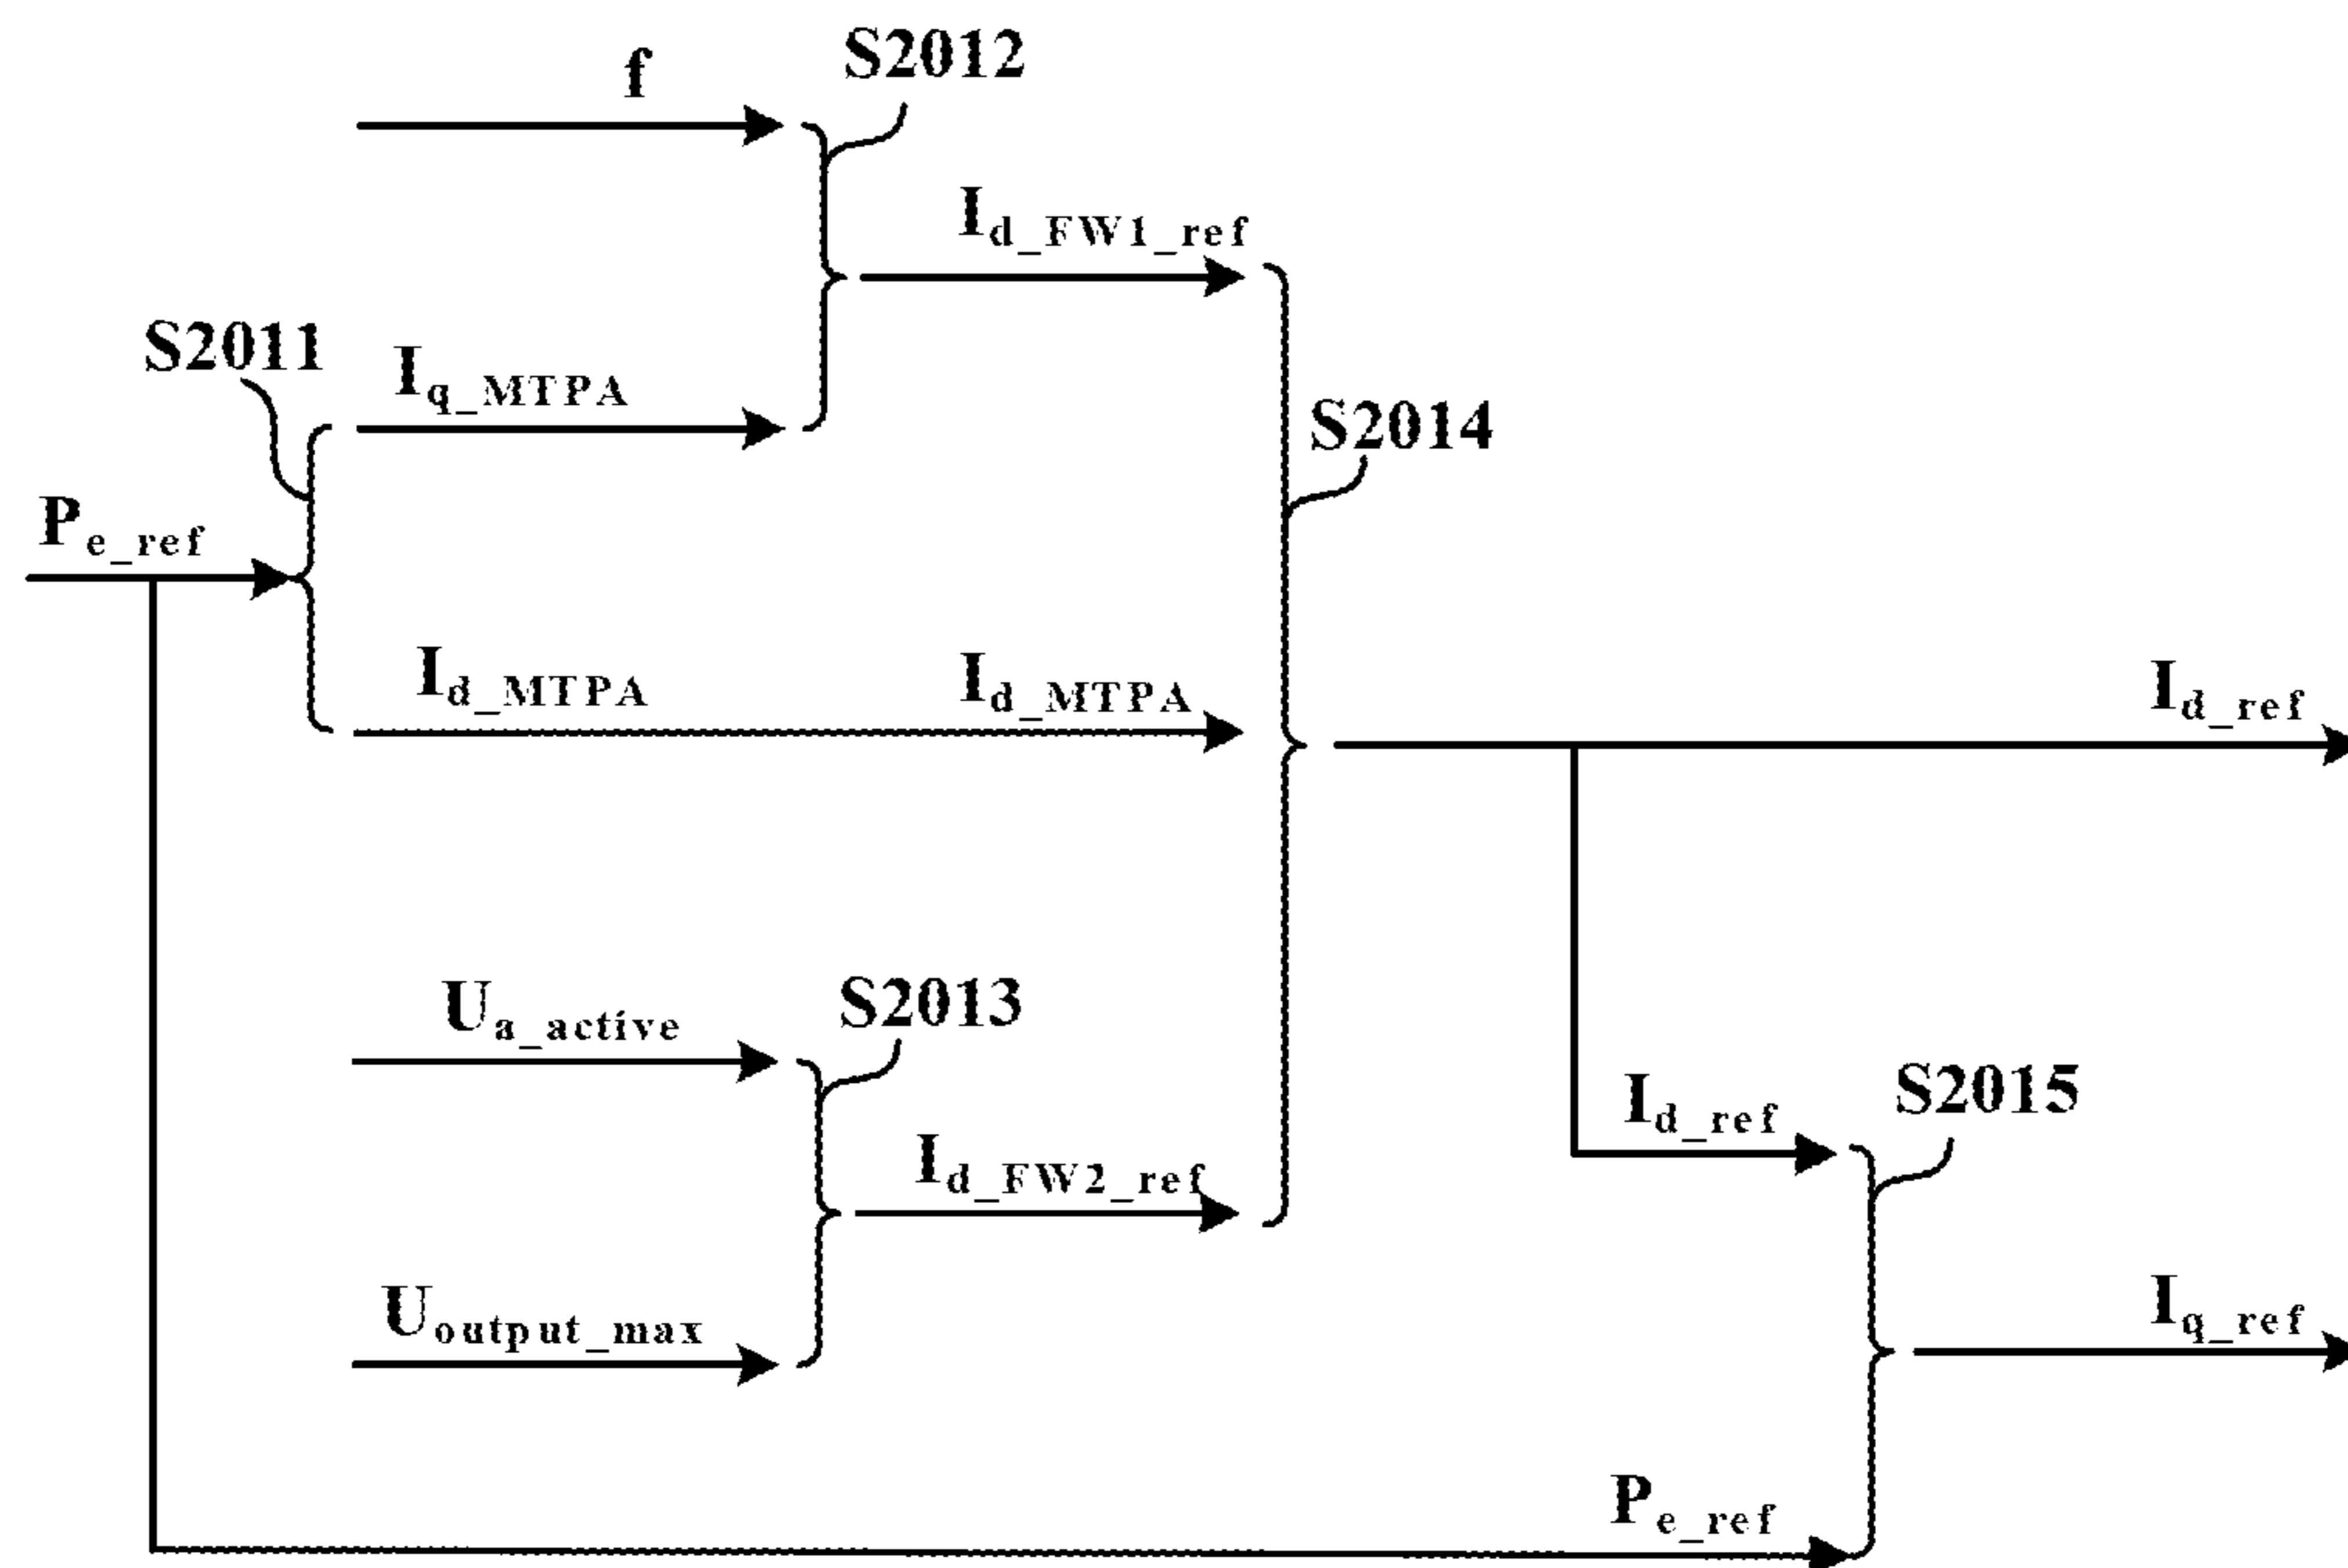 f
S2012
I_d_FW1_ref
S2011
I_q_MTPA
S2014
P_e_ref
I_d_MTPA
I_d_MTPA
I_d_ref
U_a_active
S2013
I_d_ref
S2015
I_d_FW2_ref
U_output_max
I_q_ref
P_e_ref